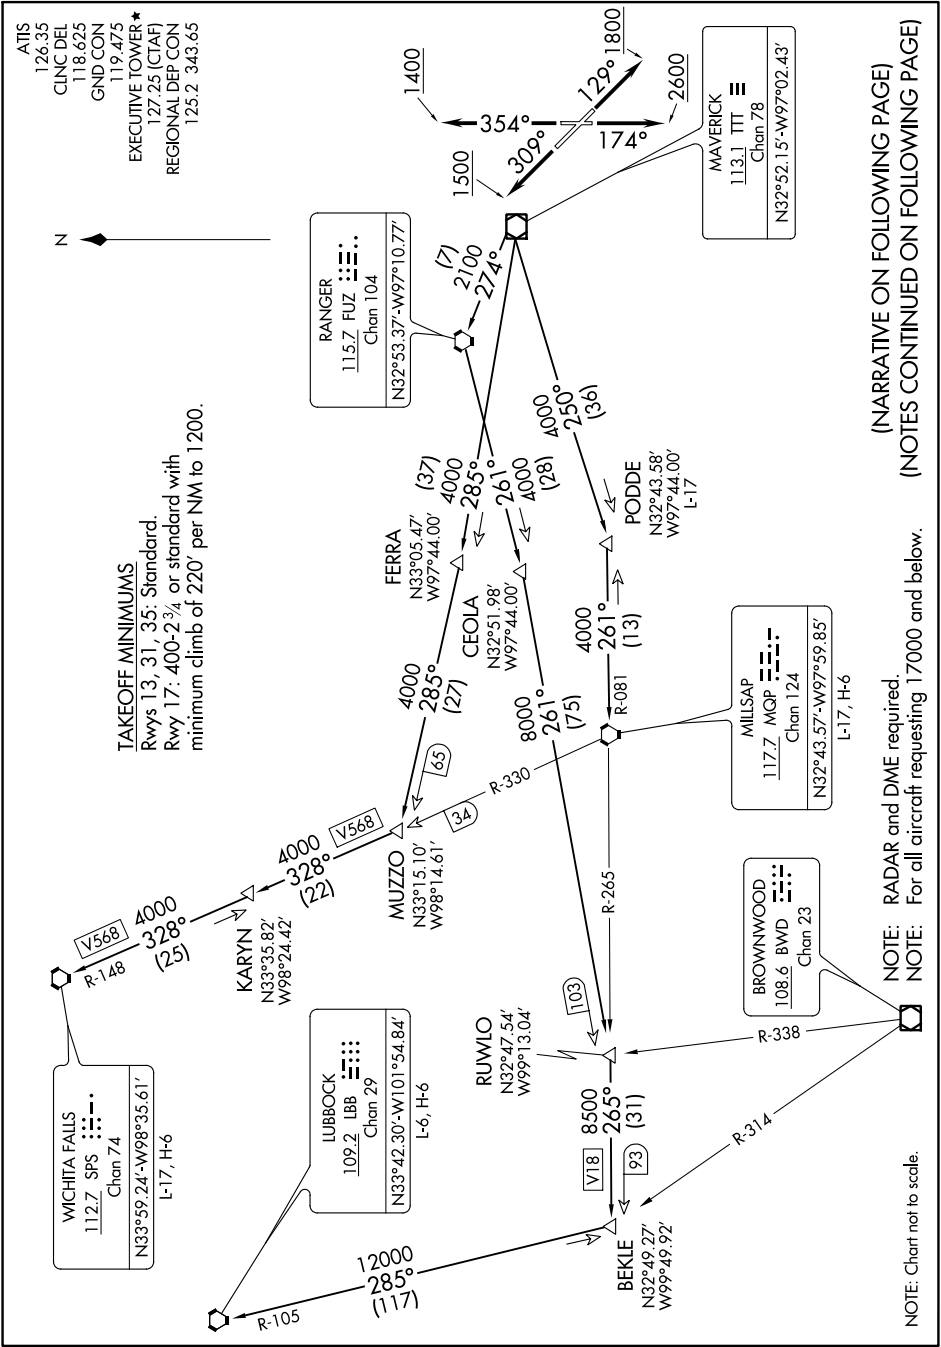 ATIS
126.35
CLNC DEL
118.625
GND CON
119.475
EXECUTIVE TOWER★
127.25 (CTAF)
REGIONAL DEP CON
125.2 343.65
N
TAKEOFF MINIMUMS
Rwys 13, 31, 35: Standard.
Rwy 17: 400-2¾ or standard with
minimum climb of 220' per NM to 1200.
WICHITA FALLS
112.7 SPS
Chan 74
N33°59.24'-W98°35.61'
L-17, H-6
V568
R-148
4000
328°
(25)
KARYN
N33°35.82'
W98°24.42'
4000
328°
(22)
V568
MUZZO
N33°15.10'
W98°14.61'
65
34
R-330
4000
285°
(27)
FERRA
N33°05.47'
W97°44.00'
(37)
4000
285°
RANGER
115.7 FUZ
Chan 104
N32°53.37'-W97°10.77'
(7)
2100
274°
1400
354°
1500
309°
129°
1800
174°
2600
MAVERICK
113.1 TTT
Chan 78
N32°52.15'-W97°02.43'
LUBBOCK
109.2 LBB
Chan 29
N33°42.30'-W101°54.84'
L-6, H-6
R-105
12000
285°
(117)
BEKLE
N32°49.27'
W99°49.92'
V18
93
8500
265°
(31)
RUWLO
N32°47.54'
W99°13.04'
103
R-265
8000
261°
(75)
CEOLA
N32°51.98'
W97°44.00'
261°
4000
(28)
4000
250°
(36)
PODDE
N32°43.58'
W97°44.00'
L-17
4000
261°
(13)
R-081
MILLSAP
117.7 MQP
Chan 124
N32°43.57'-W97°59.85'
L-17, H-6
BROWNWOOD
108.6 BWD
Chan 23
R-338
R-314
NOTE: RADAR and DME required.
NOTE: For all aircraft requesting 17000 and below.
(NARRATIVE ON FOLLOWING PAGE)
(NOTES CONTINUED ON FOLLOWING PAGE)
NOTE: Chart not to scale.